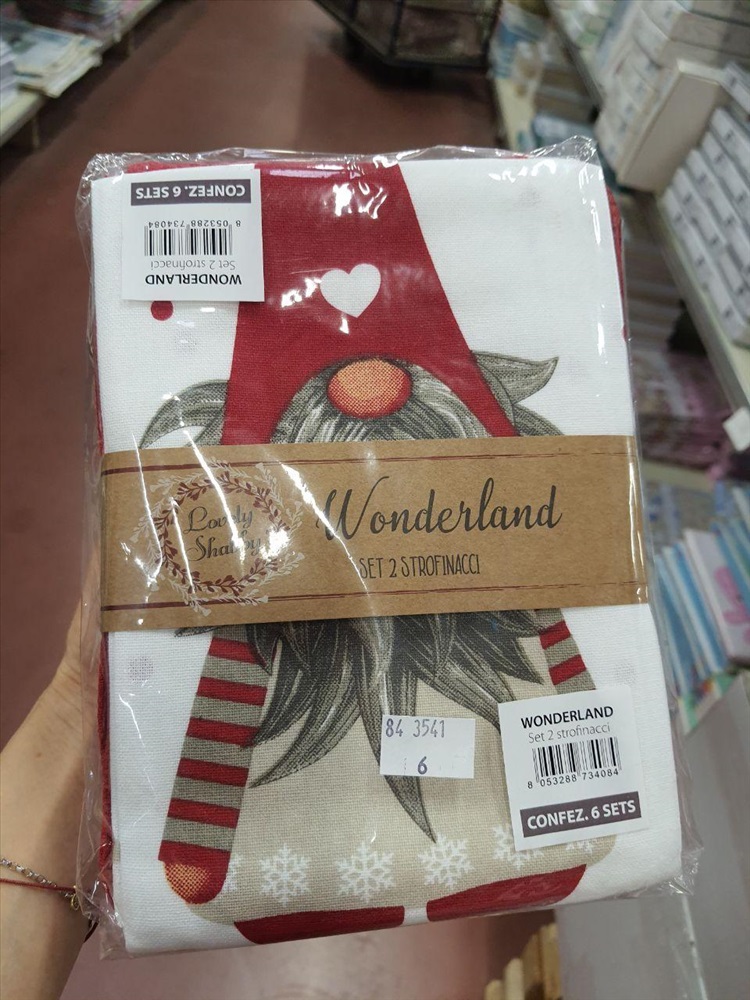 CONFEZ. 6 SETS
8 053288 734084
Set 2 strofinacci
WONDERLAND
Lovely
Shabby
Wonderland
SET 2 STROFINACCI
84 3541
6
WONDERLAND
Set 2 strofinacci
8 053288 734084
CONFEZ. 6 SETS